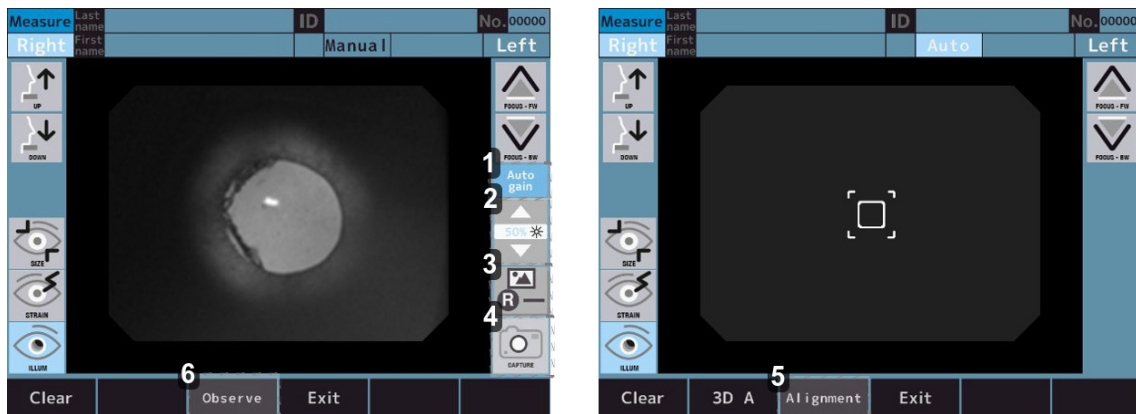 Measure
Last
name
ID
No. 00000
Right
First
name
Manual
Left
UP
DOWN
SIZE
STRAIN
ILLUM
FOCUS - FW
FOCUS - BW
1
Auto
gain
2
50%
3
R
4
CAPTURE
6
Clear
Observe
Exit
Measure
Last
name
ID
No. 00000
Right
First
name
Auto
Left
UP
DOWN
SIZE
STRAIN
ILLUM
FOCUS - FW
FOCUS - BW
5
Clear
3D A
Alignment
Exit